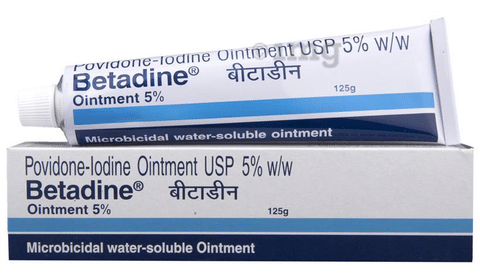 Povidone-Iodine Ointment USP 5% w/w
Betadine® बीटाडीन
Ointment 5% 125g
Microbicidal water-soluble ointment
Povidone-Iodine Ointment USP 5% w/w
Betadine® बीटाडीन
Ointment 5% 125g
Microbicidal water-soluble Ointment